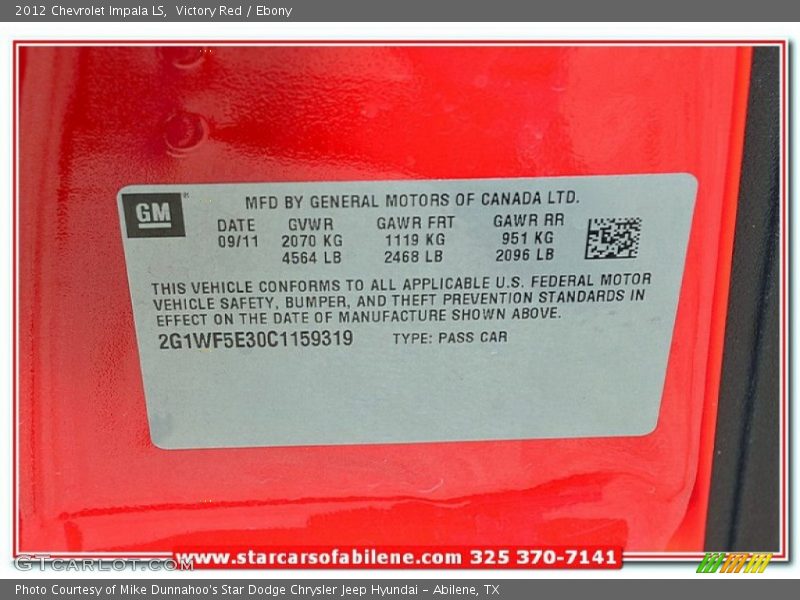 2012 Chevrolet Impala LS,  Victory Red / Ebony
GM
MFD BY GENERAL MOTORS OF CANADA LTD.
DATE GVWR GAWR FRT GAWR RR
09/11 2070 KG 1119 KG 951 KG
4564 LB 2468 LB 2096 LB
THIS VEHICLE CONFORMS TO ALL APPLICABLE U.S. FEDERAL MOTOR
VEHICLE SAFETY, BUMPER, AND THEFT PREVENTION STANDARDS IN
EFFECT ON THE DATE OF MANUFACTURE SHOWN ABOVE.
2G1WF5E30C1159319 TYPE: PASS CAR
www.starcarsofabilene.com 325 370-7141
GTCARLOT.COM
Photo Courtesy of Mike Dunnahoo's Star Dodge Chrysler Jeep Hyundai - Abilene, TX